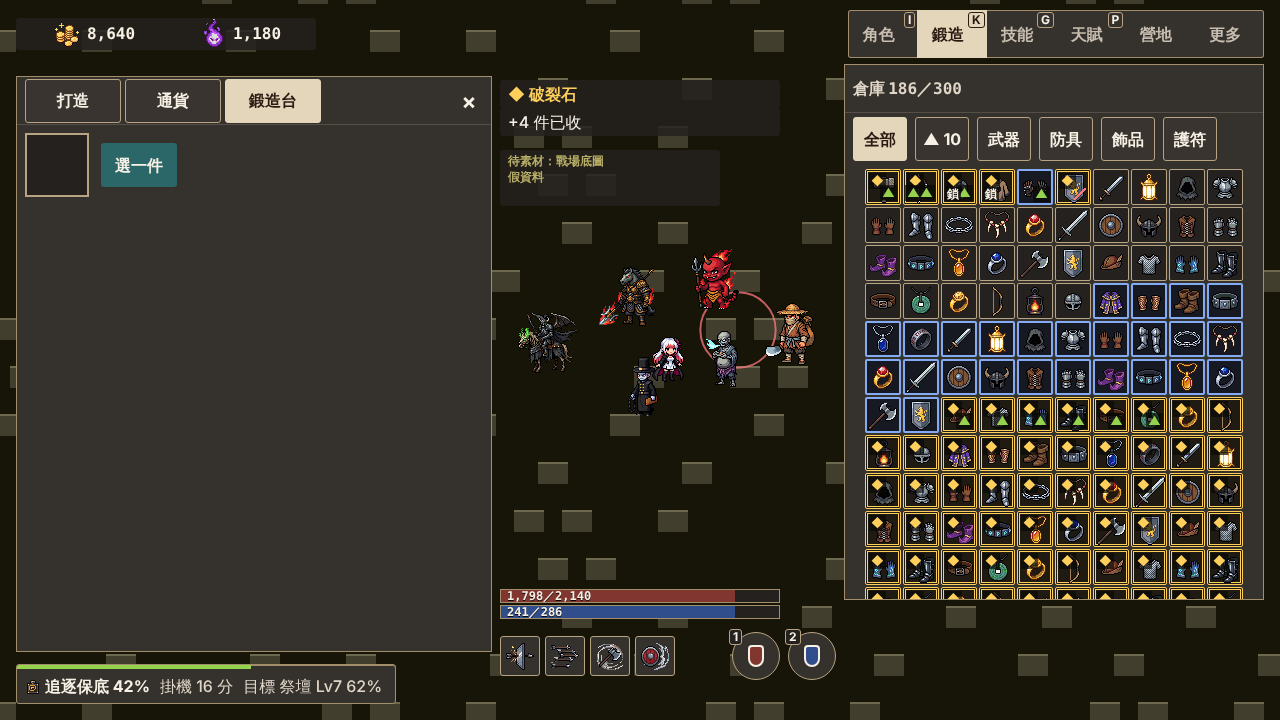 8,640 1,180
角色 I 鍛造 K 技能 G 天賦 P 營地 更多
打造 通貨 鍛造台 ×
選一件
◆ 破裂石
+4 件已收
待素材：戰場底圖
假資料
倉庫 186／300
全部 ▲ 10 武器 防具 飾品 護符
鎖 鎖
1,798／2,140
241／286
1 2
追逐保底 42% 掛機 16 分 目標 祭壇 Lv7 62%